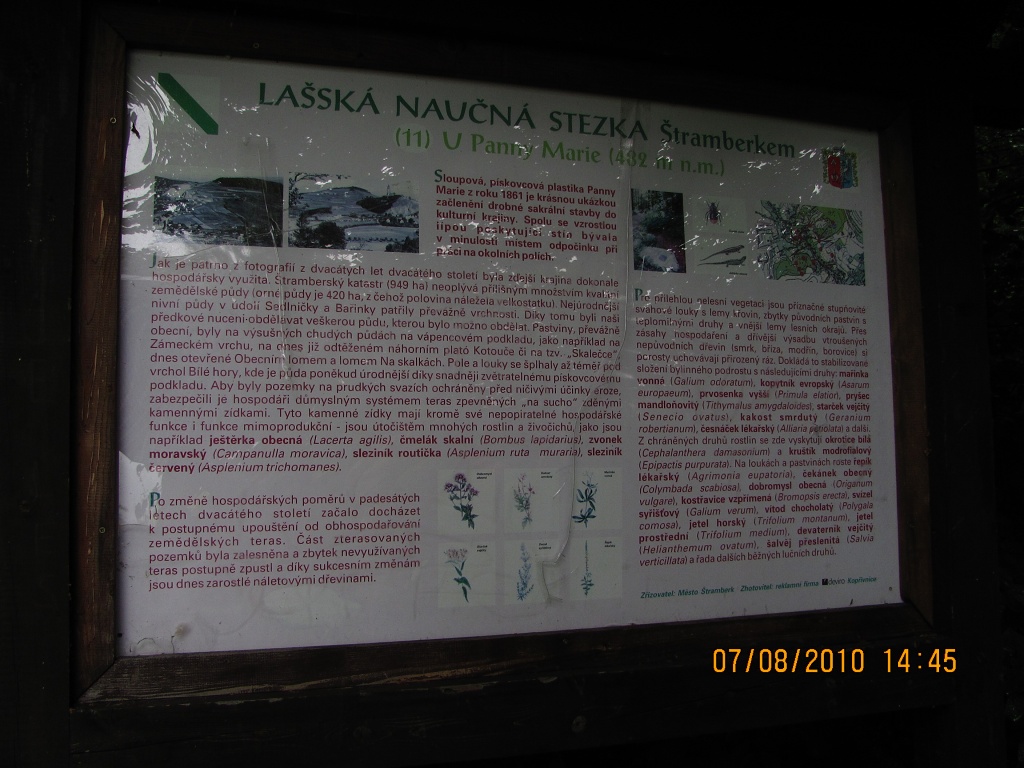 LAŠSKÁ NAUČNÁ STEZKA Štramberkem
(11) U Panny Marie (432 m n.m.)
Sloupová, pískovcová plastika Panny
Marie z roku 1861 je krásnou ukázkou
začlenění drobné sakrální stavby do
kulturní krajiny. Spolu se vzrostlou
lípou poskytující stín bývala
v minulosti místem odpočinku při
práci na okolních polích.
Jak je patrno z fotografií z dvacátých let dvacátého století byla zdejší krajina dokonale
hospodářsky využita. Štramberský katastr (949 ha) neoplývá přílišným množstvím kvalitní
zemědělské půdy (orné půdy je 420 ha, z čehož polovina náležela velkostatku). Nejúrodnější
nivní půdy v údolí Sedlničky a Bařinky patřily převážně vrchnosti. Díky tomu byli naši
předkové nuceni obdělávat veškerou půdu, kterou bylo možno obdělat. Pastviny, převážně
obecní, byly na výsušných chudých půdách na vápencovém podkladu, jako například na
Zámeckém vrchu, na dnes již odtěženém náhorním plató Kotouče či na tzv. „Skalečce",
dnes otevřené Obecním lomem a lomem Na skalkách. Pole a louky se šplhaly až téměř pod
vrchol Bílé hory, kde je půda poněkud úrodnější díky snadněji zvětratelnému pískovcovému
podkladu. Aby byly pozemky na prudkých svazích ochráněny před ničivými účinky eroze,
zabezpečili je hospodáři důmyslným systémem teras zpevněných „na sucho" zděnými
kamennými zídkami. Tyto kamenné zídky mají kromě své nepopiratelné hospodářské
funkce i funkce mimoprodukční - jsou útočištěm mnohých rostlin a živočichů, jako jsou
například ještěrka obecná (Lacerta agilis), čmelák skalní (Bombus lapidarius), zvonek
moravský (Campanulla moravica), sleziník routička (Asplenium ruta muraria), sleziník
červený (Asplenium trichomanes).
Po změně hospodářských poměrů v padesátých
letech dvacátého století začalo docházet
k postupnému upouštění od obhospodařování
zemědělských teras. Část zterasovaných
pozemků byla zalesněna a zbytek nevyužívaných
teras postupně zpustl a díky sukcesním změnám
jsou dnes zarostlé náletovými dřevinami.
Pro přilehlou nelesní vegetaci jsou příznačné stupňovité
svahové louky s lemy křovin, zbytky původních pastvin s
teplomilnými druhy a vnější lemy lesních okrajů. Přes
zásahy hospodaření a dřívější výsadbu vtroušených
nepůvodních dřevin (smrk, bříza, modřín, borovice) si
porosty uchovávají přirozený ráz. Dokládá to stabilizované
složení bylinného podrostu s následujícími druhy: mařinka
vonná (Galium odoratum), kopytník evropský (Asarum
europaeum), prvosenka vyšší (Primula elatior), pryšec
mandloňovitý (Tithymalus amygdaloides), starček vejčitý
(Senecio ovatus), kakost smrdutý (Geranium
robertianum), česnáček lékařský (Alliaria petiolata) a další.
Z chráněných druhů rostlin se zde vyskytují okrotice bílá
(Cephalanthera damasonium) a kruštík modrofialový
(Epipactis purpurata). Na loukách a pastvinách roste řepík
lékařský (Agrimonia eupatoria), čekánek obecný
(Colymbada scabiosa), dobromysl obecná (Origanum
vulgare), kostřavice vzpřímená (Bromopsis erecta), svízel
syřišťový (Galium verum), vítod chocholatý (Polygala
comosa), jetel horský (Trifolium montanum), jetel
prostřední (Trifolium medium), devaterník vejčitý
(Helianthemum ovatum), šalvěj přeslenitá (Salvia
verticillata) a řada dalších běžných lučních druhů.
Zřizovatel: Město Štramberk Zhotovitel: reklamní firma deviro Kopřivnice
07/08/2010 14:45